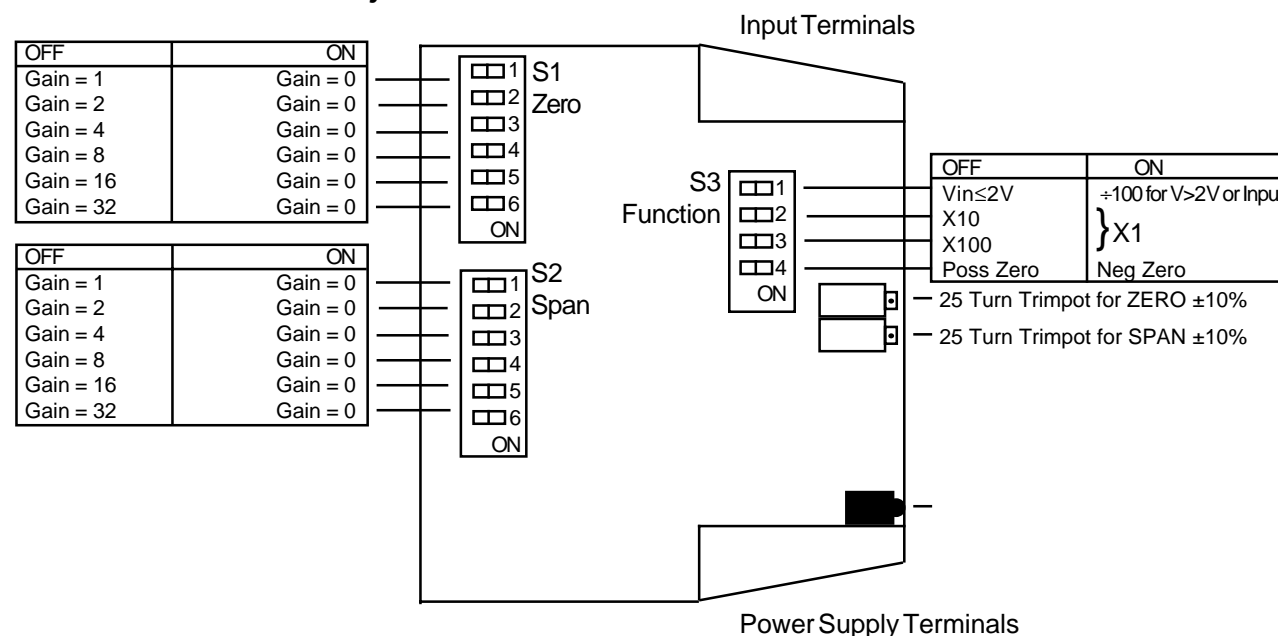 Input Terminals
OFF ON
Gain = 1 Gain = 0
Gain = 2 Gain = 0
Gain = 4 Gain = 0
Gain = 8 Gain = 0
Gain = 16 Gain = 0
Gain = 32 Gain = 0
1
2
3
4
5
6
ON
S1
Zero
OFF ON
Gain = 1 Gain = 0
Gain = 2 Gain = 0
Gain = 4 Gain = 0
Gain = 8 Gain = 0
Gain = 16 Gain = 0
Gain = 32 Gain = 0
1
2
3
4
5
6
ON
S2
Span
S3
Function
1
2
3
4
ON
OFF ON
Vin≤2V ÷100 for V>2V or Inpu
X10
X100
} X1
Poss Zero Neg Zero
25 Turn Trimpot for ZERO ±10%
25 Turn Trimpot for SPAN ±10%
Power Supply Terminals